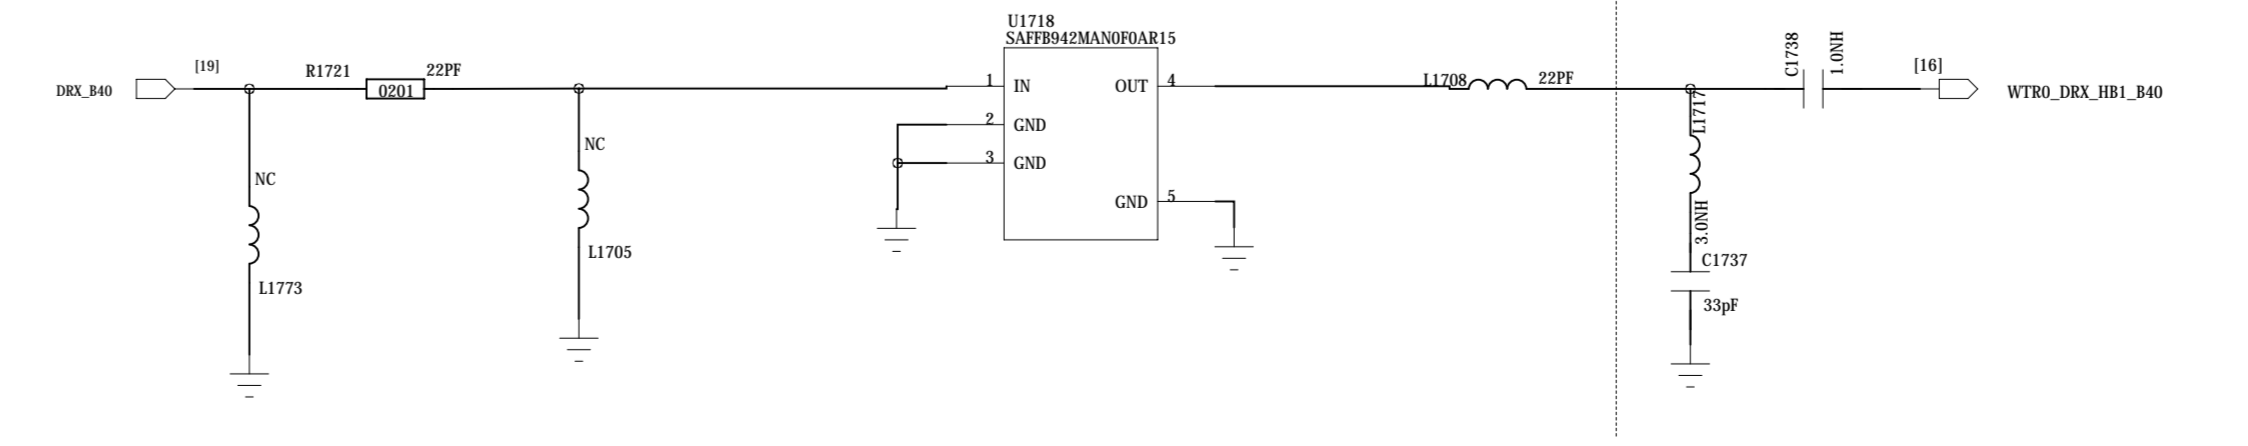 DRX_B40
[19]
R1721
22PF
0201
NC
L1773
NC
L1705
U1718
SAFFB942MAN0F0AR15
1
IN
2
GND
3
GND
OUT
4
GND
5
L1708
22PF
L1717
3.0NH
C1737
33pF
C1738
1.0NH
[16]
WTR0_DRX_HB1_B40